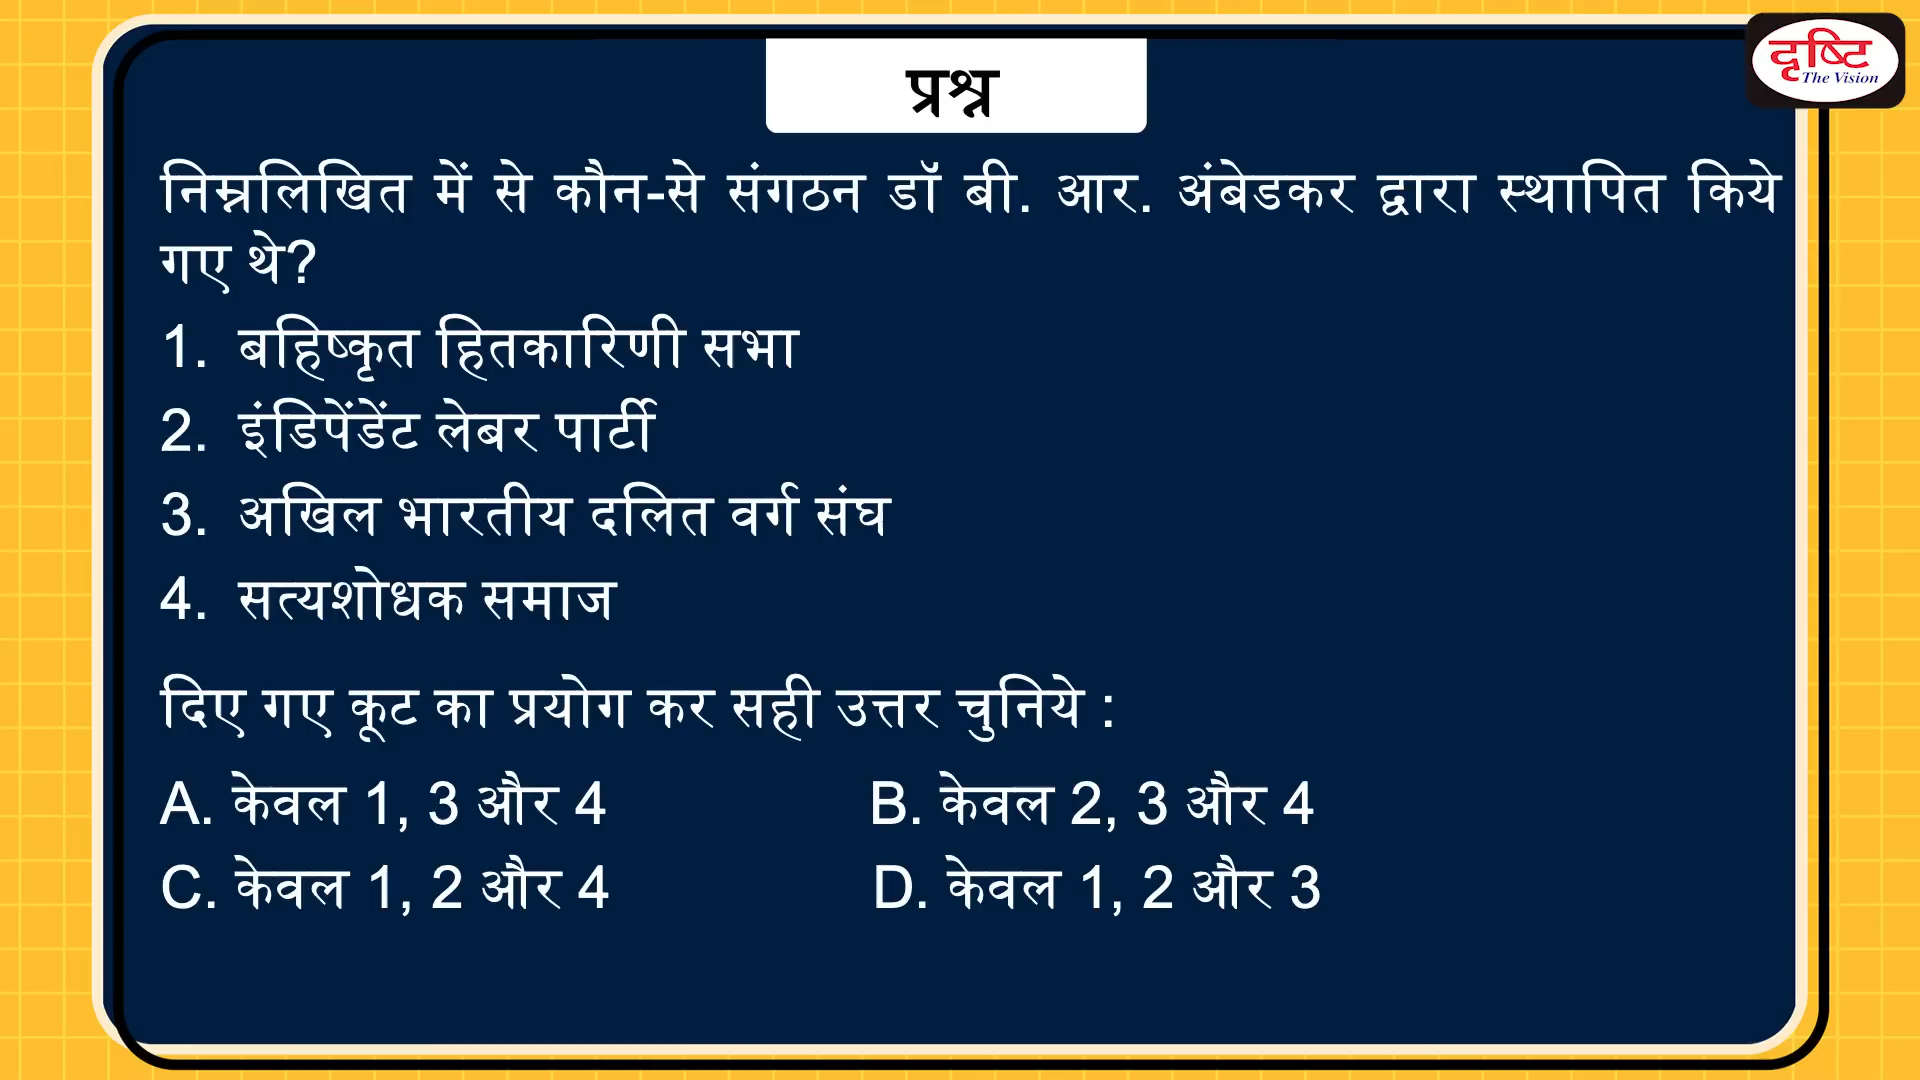 दृष्टि
The Vision
प्रश्न
निम्नलिखित में से कौन-से संगठन डॉ बी. आर. अंबेडकर द्वारा स्थापित किये
गए थे?
1. बहिष्कृत हितकारिणी सभा
2. इंडिपेंडेंट लेबर पार्टी
3. अखिल भारतीय दलित वर्ग संघ
4. सत्यशोधक समाज
दिए गए कूट का प्रयोग कर सही उत्तर चुनिये :
A. केवल 1, 3 और 4 B. केवल 2, 3 और 4
C. केवल 1, 2 और 4 D. केवल 1, 2 और 3